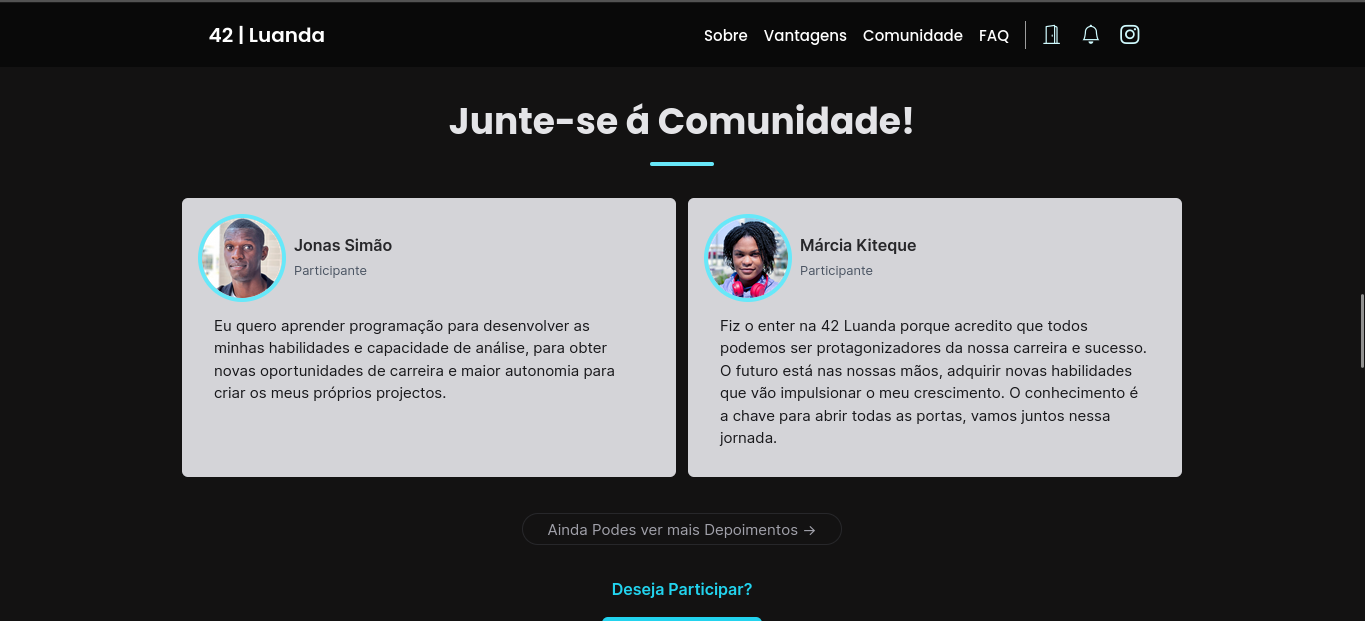 42 | Luanda
Sobre Vantagens Comunidade FAQ
Junte-se á Comunidade!
Jonas Simão
Participante
Eu quero aprender programação para desenvolver as
minhas habilidades e capacidade de análise, para obter
novas oportunidades de carreira e maior autonomia para
criar os meus próprios projectos.
Márcia Kiteque
Participante
Fiz o enter na 42 Luanda porque acredito que todos
podemos ser protagonizadores da nossa carreira e sucesso.
O futuro está nas nossas mãos, adquirir novas habilidades
que vão impulsionar o meu crescimento. O conhecimento é
a chave para abrir todas as portas, vamos juntos nessa
jornada.
Ainda Podes ver mais Depoimentos →
Deseja Participar?